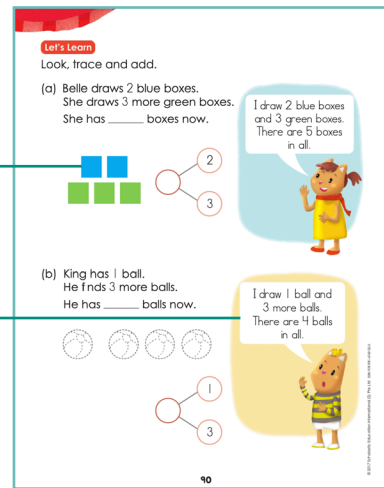 Let's Learn
Look, trace and add.
(a) Belle draws 2 blue boxes.
She draws 3 more green boxes.
She has ______ boxes now.
I draw 2 blue boxes
and 3 green boxes.
There are 5 boxes
in all.
2
3
(b) King has 1 ball.
He f nds 3 more balls.
He has ______ balls now.
I draw 1 ball and
3 more balls.
There are 4 balls
in all.
1
3
90